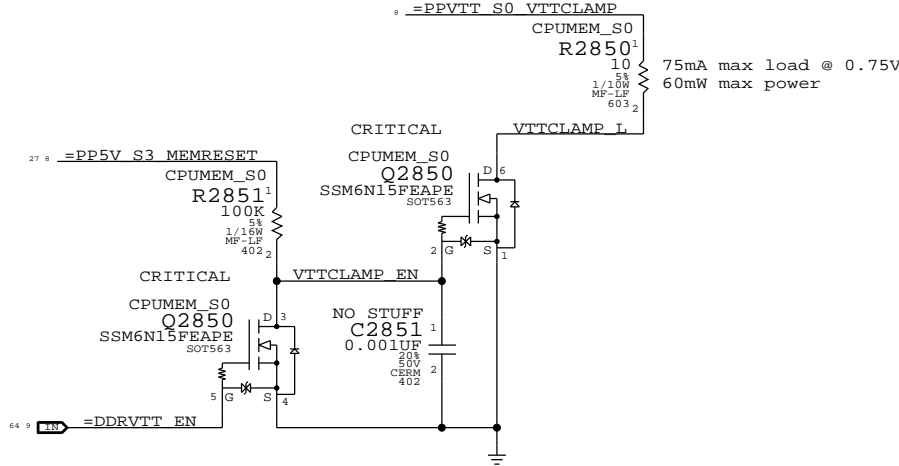 8 =PPVTT_S0_VTTCLAMP
CPUMEM_S0
R2850 1
10
5%
1/10W
MF-LF
603
2
75mA max load @ 0.75V
60mW max power
CRITICAL
VTTCLAMP_L
27 8 =PP5V_S3_MEMRESET
CPUMEM_S0
R2851 1
100K
5%
1/16W
MF-LF
402
2
CPUMEM_S0
Q2850
SSM6N15FEAPE
SOT563
D 6
2 G S 1
CRITICAL
VTTCLAMP_EN
CPUMEM_S0
Q2850
SSM6N15FEAPE
SOT563
D 3
5 G S 4
NO STUFF
C2851 1
0.001UF
20%
50V
CERM
402
2
64 9 IN =DDRVTT_EN